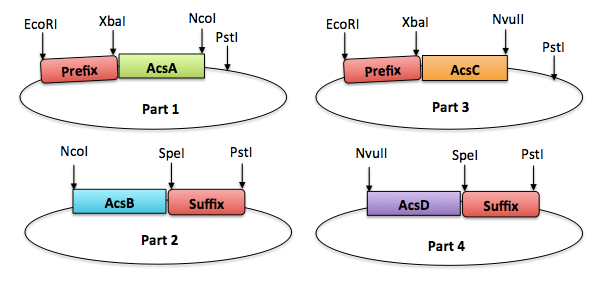 EcoRI XbaI NcoI PstI
Prefix AcsA
Part 1
EcoRI XbaI NvuII PstI
Prefix AcsC
Part 3
NcoI SpeI PstI
AcsB Suffix
Part 2
NvuII SpeI PstI
AcsD Suffix
Part 4